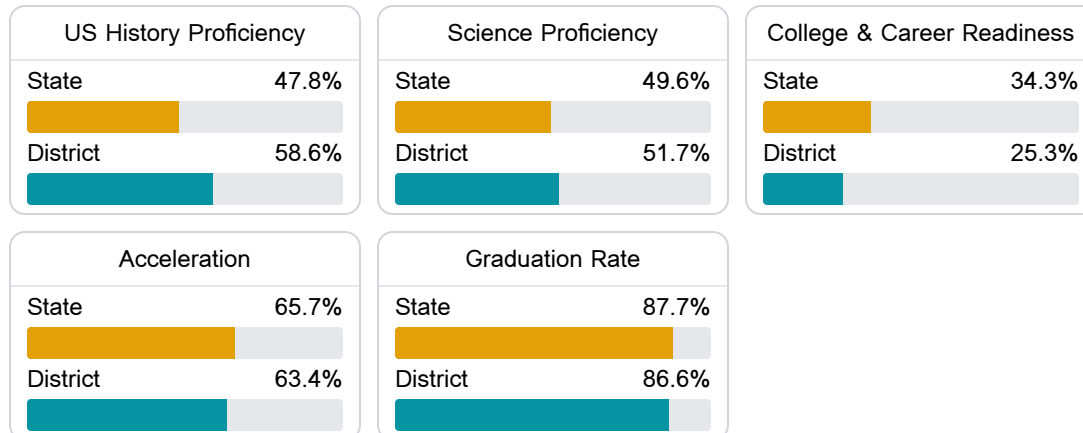 US History Proficiency
State 47.8%
District 58.6%
Science Proficiency
State 49.6%
District 51.7%
College & Career Readiness
State 34.3%
District 25.3%
Acceleration
State 65.7%
District 63.4%
Graduation Rate
State 87.7%
District 86.6%